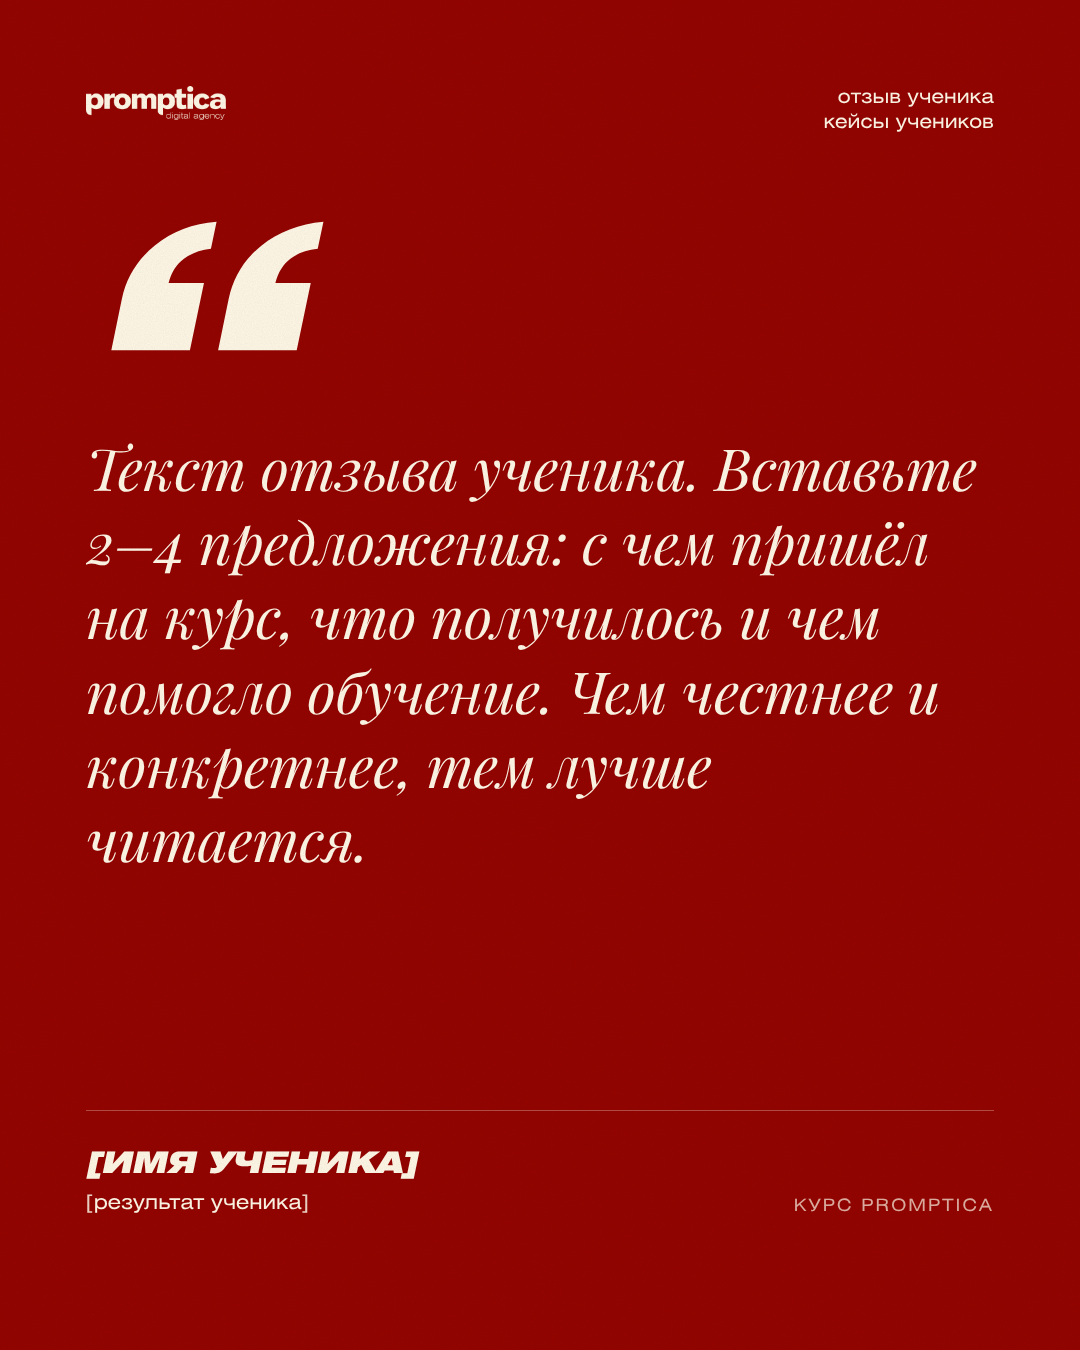 promptica
digital agency
отзыв ученика
кейсы учеников
“
Текст отзыва ученика. Вставьте
2—4 предложения: с чем пришёл
на курс, что получилось и чем
помогло обучение. Чем честнее и
конкретнее, тем лучше
читается.
[ИМЯ УЧЕНИКА]
[результат ученика]
КУРС PROMPTICA